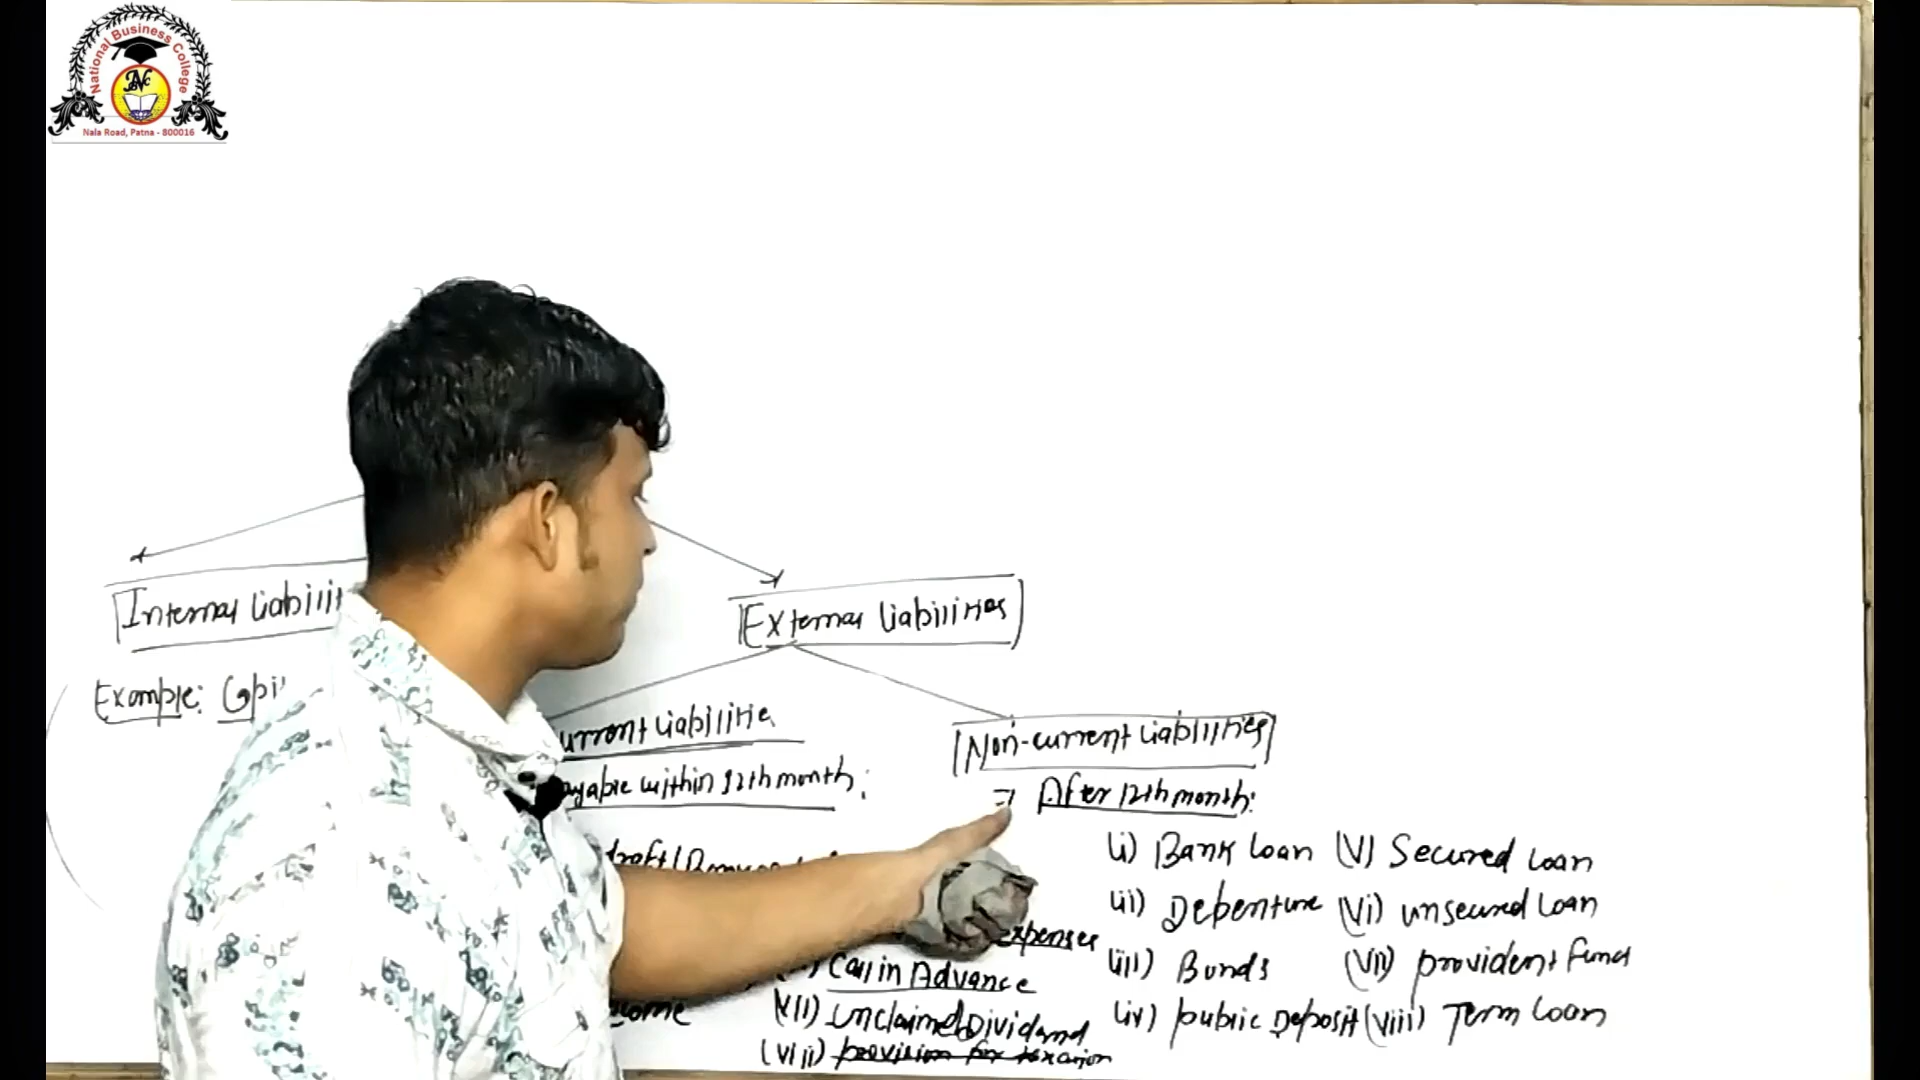 National Business College
Nala Road, Patna - 800016
Internal Liabilit
External Liabilities
Example:
urrent Liabilitie
Non-current Liabilities
ayable within 12th month:
After 12th month:
draft/
(i) Bank Loan (v) Secured Loan
(ii) Debenture (vi) unsecured Loan
expenses
(iii) Bonds (vii) provident Fund
Call in Advance
(iv) public Deposit (viii) Term Loan
come
(vii) unclaimed Dividend
(viii) provision for taxation